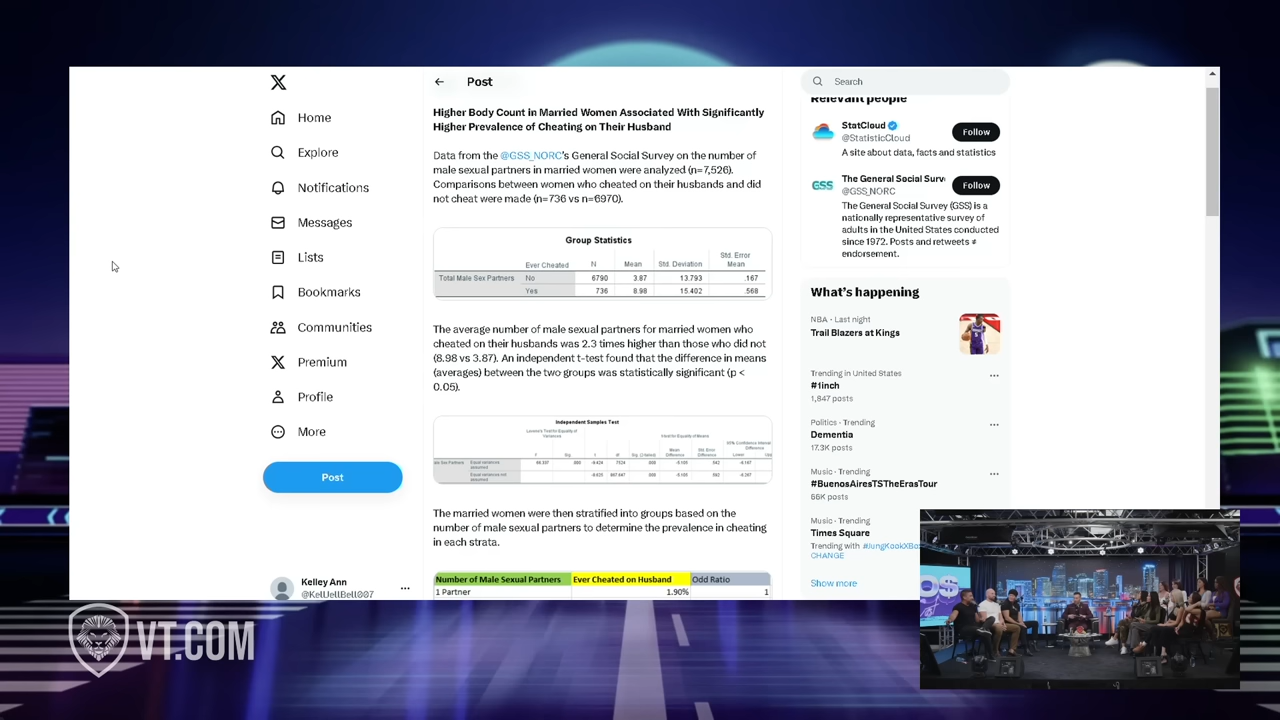 X
Home
Explore
Notifications
Messages
Lists
Bookmarks
Communities
Premium
Profile
More
Post
Kelley Ann
@KellJellBell007
Post
Higher Body Count in Married Women Associated With Significantly
Higher Prevalence of Cheating on Their Husband
Data from the @GSS_NORC's General Social Survey on the number of
male sexual partners in married women were analyzed (n=7,526).
Comparisons between women who cheated on their husbands and did
not cheat were made (n=736 vs n=6970).
Group Statistics
Ever Cheated N Mean Std. Deviation Std. Error Mean
Total Male Sex Partners No 6790 3.87 13.793 .167
Yes 736 8.98 15.402 .568
The average number of male sexual partners for married women who
cheated on their husbands was 2.3 times higher than those who did not
(8.98 vs 3.87). An independent t-test found that the difference in means
(averages) between the two groups was statistically significant (p <
0.05).
Independent Samples Test
The married women were then stratified into groups based on the
number of male sexual partners to determine the prevalence in cheating
in each strata.
Number of Male Sexual Partners Ever Cheated on Husband Odd Ratio
1 Partner 1.90% 1
Search
Relevant people
StatCloud
@StatisticCloud
Follow
A site about data, facts and statistics
The General Social Surv
@GSS_NORC
Follow
The General Social Survey (GSS) is a
nationally representative survey of
adults in the United States conducted
since 1972. Posts and retweets ≠
endorsement.
What's happening
NBA · Last night
Trail Blazers at Kings
Trending in United States
#1inch
1,847 posts
Politics · Trending
Dementia
17.3K posts
Music · Trending
#BuenosAiresTSTheErasTour
66K posts
Music · Trending
Times Square
Trending with #JungKookXBa
CHANGE
Show more
VT.COM